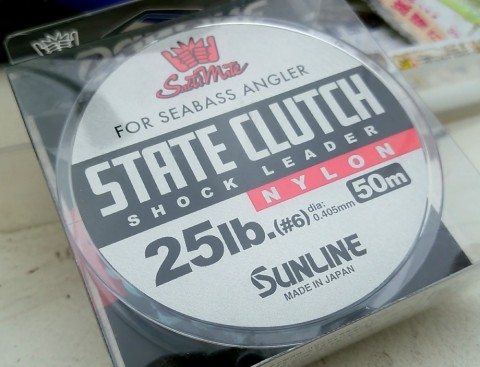 SaltiMate
FOR SEABASS ANGLER
STATE CLUTCH
SHOCK LEADER
NYLON
25lb. (#6) dia: 0.405mm 50m
SUNLINE
MADE IN JAPAN